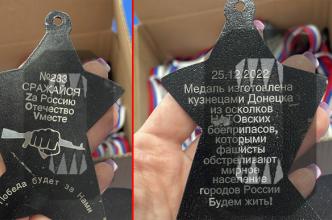 №233
СРАЖАЙСЯ
Zа Россию
Отечество
Vместе
Победа будет за Нами
25.12.2022
Медаль изготовлена
кузнецами Донецка
из осколков
Овских
боеприпасов,
которыми
фашисты
обстреливают
мирное
население
городов России
Будем жить!